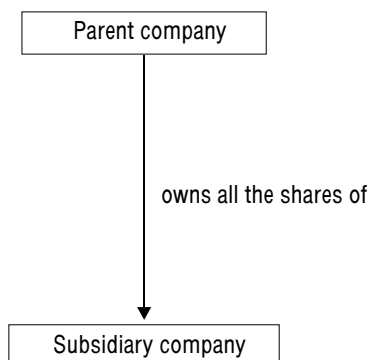 Parent company
owns all the shares of
Subsidiary company